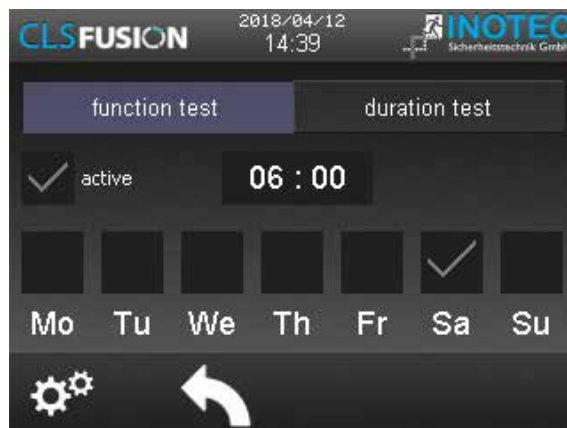 CLSFUSION
2018/04/12
14:39
INOTEC
Sicherheitstechnik GmbH
function test
duration test
active
06 : 00
Mo Tu We Th Fr Sa Su